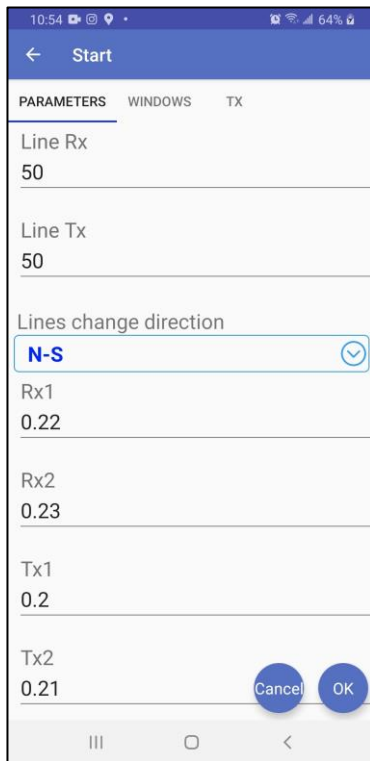 10:54 64%
← Start
PARAMETERS WINDOWS TX
Line Rx
50
Line Tx
50
Lines change direction
N-S
Rx1
0.22
Rx2
0.23
Tx1
0.2
Tx2
0.21
Cancel OK